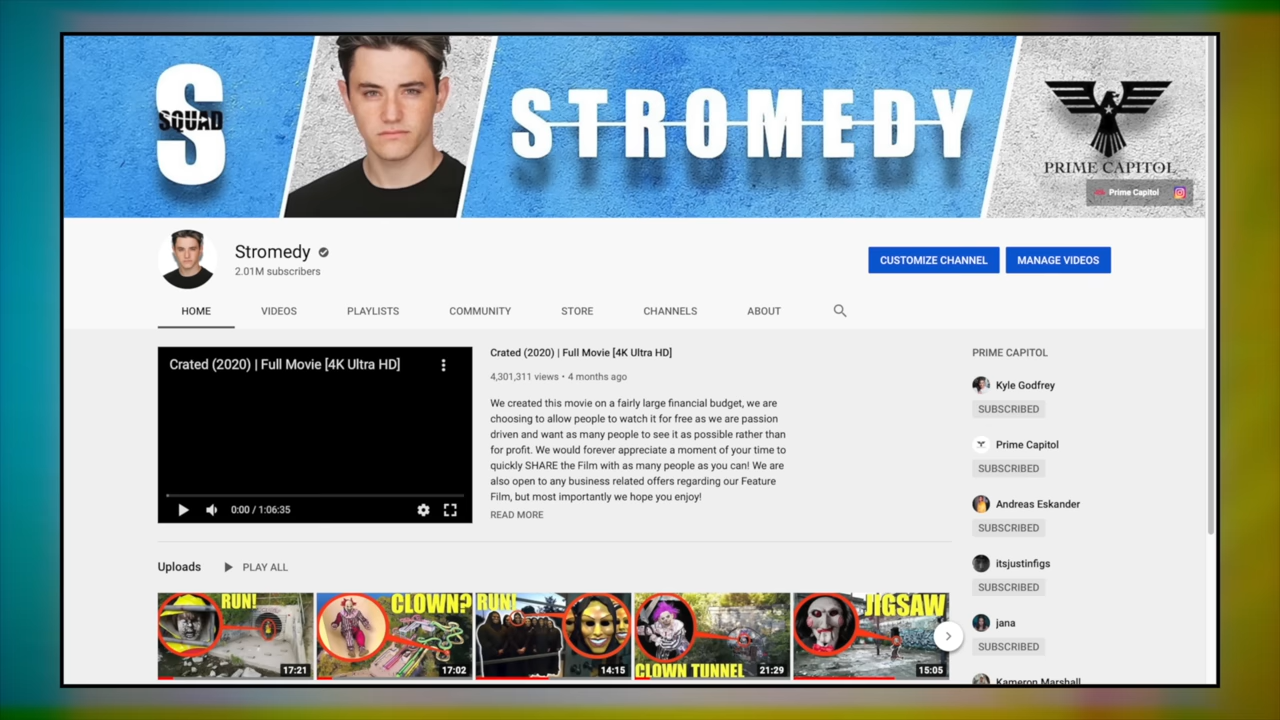 S
SQUAD
STROMEDY
PRIME CAPITOL
Prime Capitol
Stromedy
2.01M subscribers
CUSTOMIZE CHANNEL
MANAGE VIDEOS
HOME
VIDEOS
PLAYLISTS
COMMUNITY
STORE
CHANNELS
ABOUT
Crated (2020) | Full Movie [4K Ultra HD]
0:00 / 1:06:35
Crated (2020) | Full Movie [4K Ultra HD]
4,301,311 views • 4 months ago
We created this movie on a fairly large financial budget, we are
choosing to allow people to watch it for free as we are passion
driven and want as many people to see it as possible rather than
for profit. We would forever appreciate a moment of your time to
quickly SHARE the Film with as many people as you can! We are
also open to any business related offers regarding our Feature
Film, but most importantly we hope you enjoy!
READ MORE
PRIME CAPITOL
Kyle Godfrey
SUBSCRIBED
Prime Capitol
SUBSCRIBED
Andreas Eskander
SUBSCRIBED
itsjustinfigs
SUBSCRIBED
jana
SUBSCRIBED
Kameron Marshall
Uploads
PLAY ALL
RUN!
17:21
CLOWN?
17:02
RUN!
14:15
CLOWN TUNNEL
21:29
JIGSAW
15:05